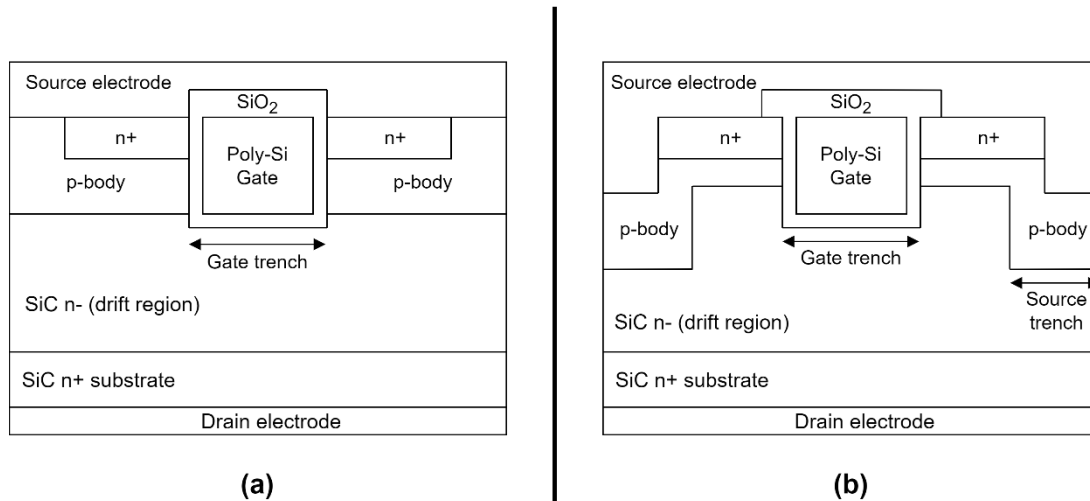 Source electrode
SiO2
n+
n+
Poly-Si
Gate
p-body
p-body
Gate trench
SiC n- (drift region)
SiC n+ substrate
Drain electrode
(a)
Source electrode
SiO2
n+
n+
Poly-Si
Gate
p-body
p-body
Gate trench
Source
trench
SiC n- (drift region)
SiC n+ substrate
Drain electrode
(b)